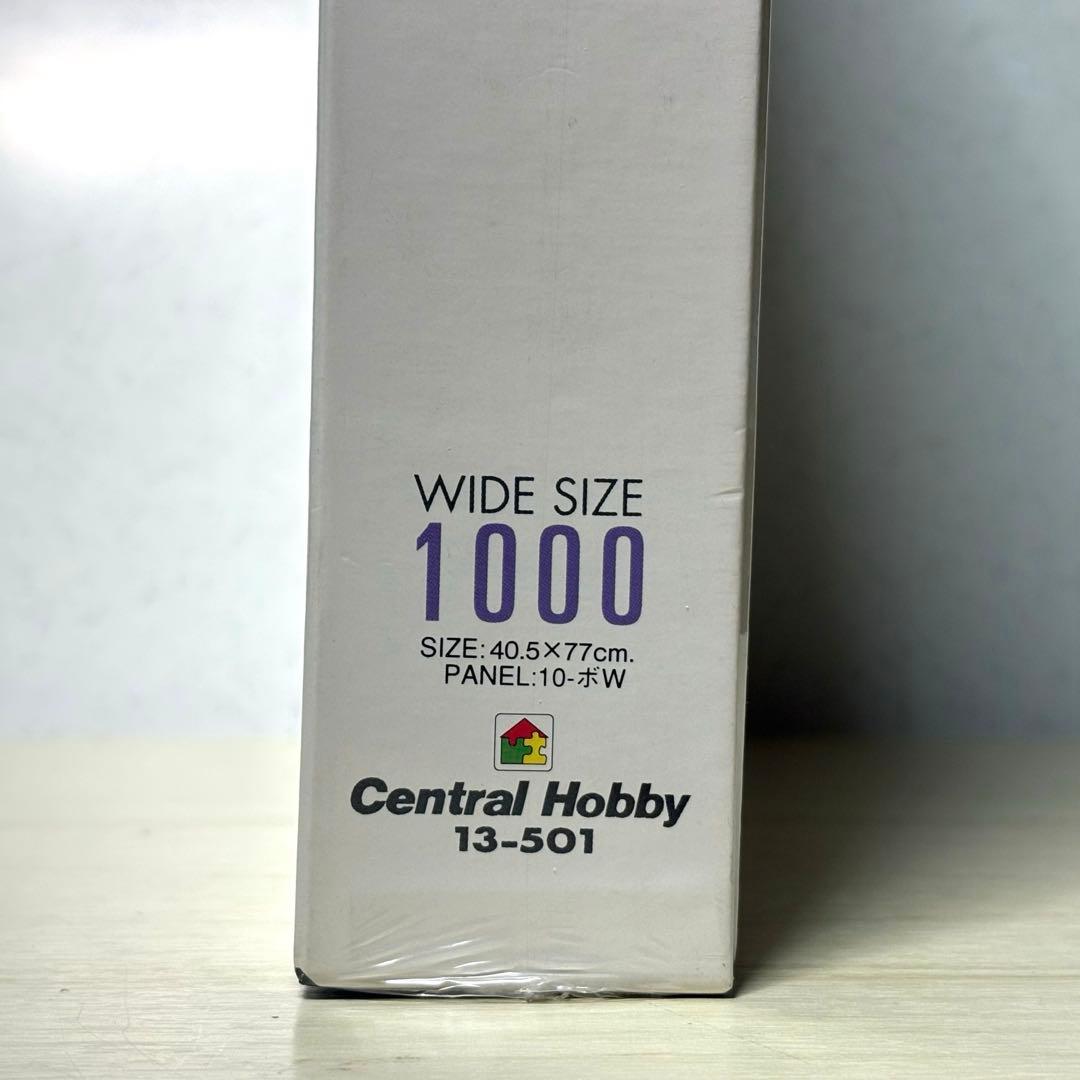 WIDE SIZE
1000
SIZE:40.5×77cm.
PANEL:10-ボW
Central Hobby
13-501